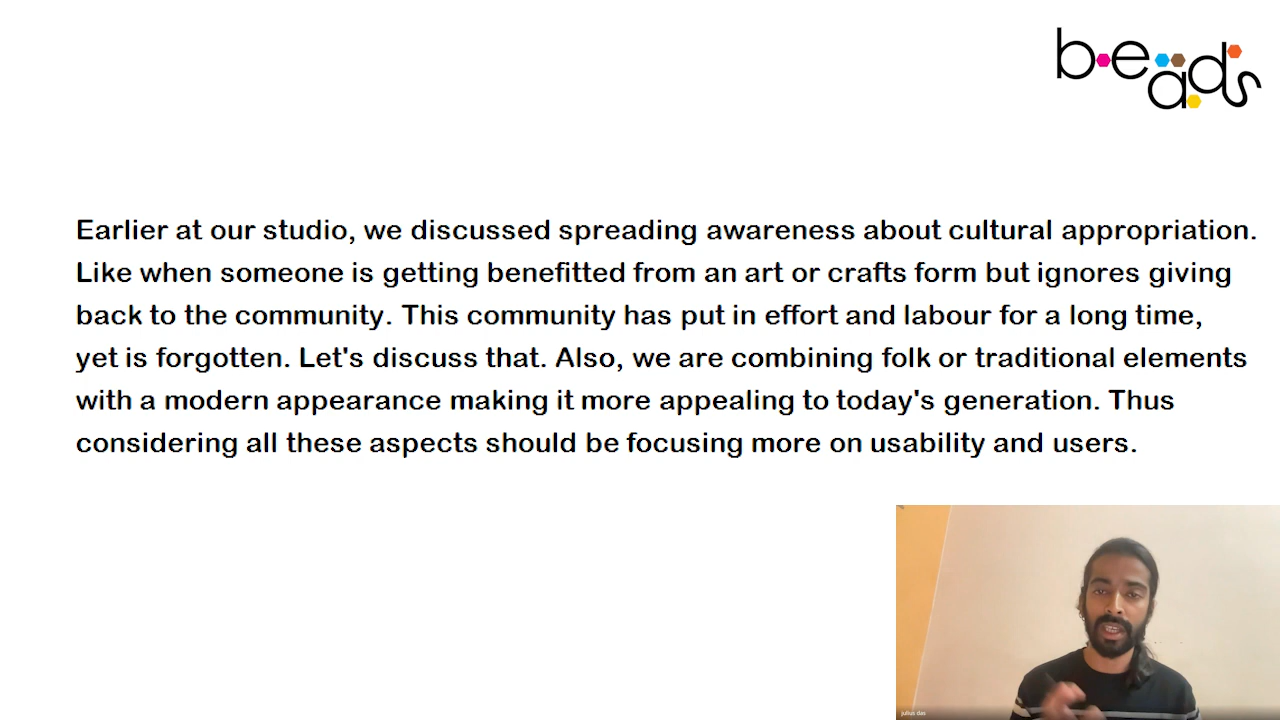 beads
Earlier at our studio, we discussed spreading awareness about cultural appropriation.
Like when someone is getting benefitted from an art or crafts form but ignores giving
back to the community. This community has put in effort and labour for a long time,
yet is forgotten. Let's discuss that. Also, we are combining folk or traditional elements
with a modern appearance making it more appealing to today's generation. Thus
considering all these aspects should be focusing more on usability and users.
julius das